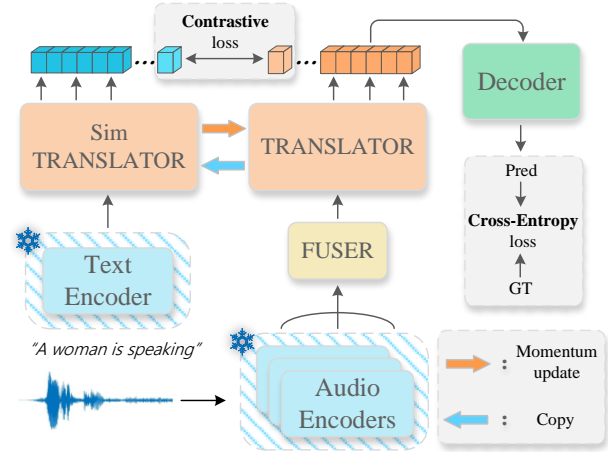 Contrastive
loss
Decoder
Sim
TRANSLATOR
TRANSLATOR
Pred
Cross-Entropy
loss
GT
FUSER
Text
Encoder
"A woman is speaking"
Audio
Encoders
: Momentum
update
: Copy